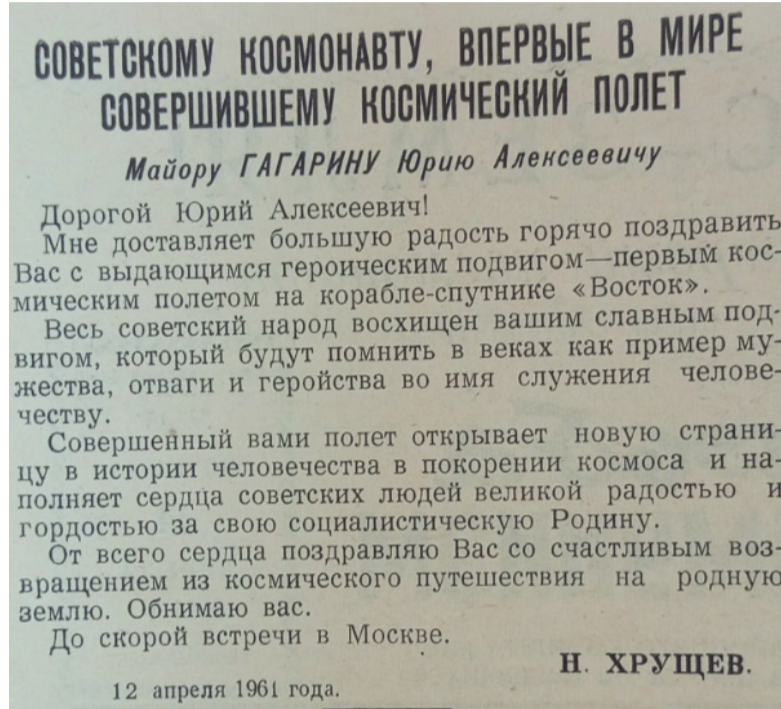 СОВЕТСКОМУ КОСМОНАВТУ, ВПЕРВЫЕ В МИРЕ
СОВЕРШИВШЕМУ КОСМИЧЕСКИЙ ПОЛЕТ
Майору ГАГАРИНУ Юрию Алексеевичу
Дорогой Юрий Алексеевич!
Мне доставляет большую радость горячо поздравить
Вас с выдающимся героическим подвигом—первым кос-
мическим полетом на корабле-спутнике «Восток».
Весь советский народ восхищен вашим славным под-
вигом, который будут помнить в веках как пример му-
жества, отваги и геройства во имя служения челове-
честву.
Совершенный вами полет открывает новую страни-
цу в истории человечества в покорении космоса и на-
полняет сердца советских людей великой радостью и
гордостью за свою социалистическую Родину.
От всего сердца поздравляю Вас со счастливым воз-
вращением из космического путешествия на родную
землю. Обнимаю вас.
До скорой встречи в Москве.
Н. ХРУЩЕВ.
12 апреля 1961 года.